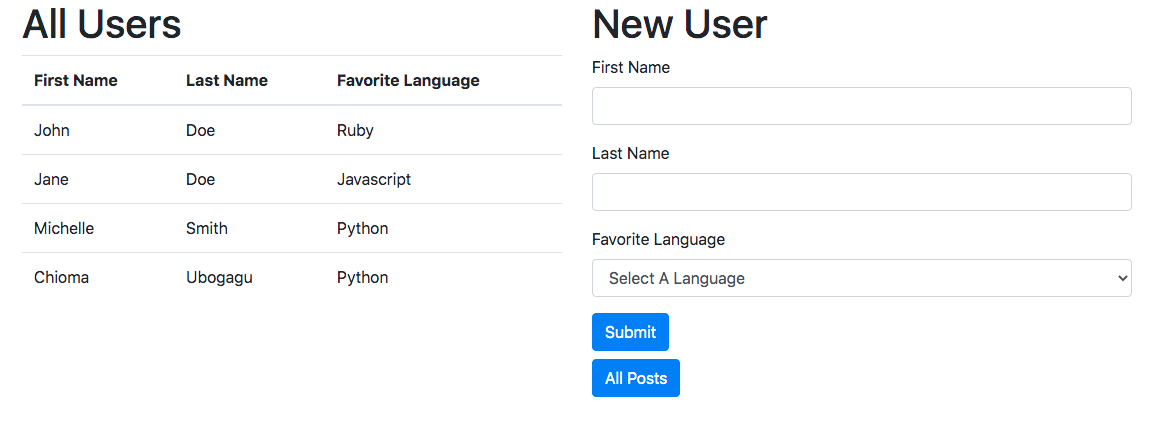 All Users
First Name Last Name Favorite Language
John Doe Ruby
Jane Doe Javascript
Michelle Smith Python
Chioma Ubogagu Python
New User
First Name
Last Name
Favorite Language
Select A Language
Submit
All Posts